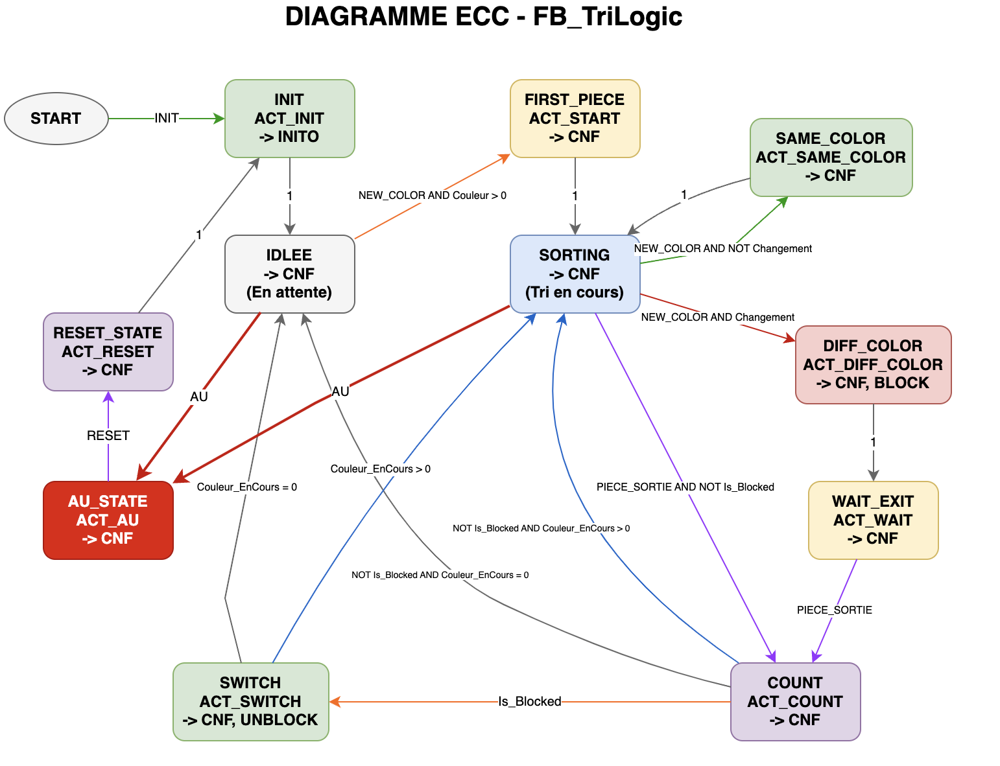 DIAGRAMME ECC - FB_TriLogic
START
INIT
INIT
ACT_INIT
-> INITO
FIRST_PIECE
ACT_START
-> CNF
SAME_COLOR
ACT_SAME_COLOR
-> CNF
1
NEW_COLOR AND Couleur > 0
1
1
1
IDLEE
-> CNF
(En attente)
SORTING
-> CNF
(Tri en cours)
NEW_COLOR AND NOT Changement
NEW_COLOR AND Changement
RESET_STATE
ACT_RESET
-> CNF
DIFF_COLOR
ACT_DIFF_COLOR
-> CNF, BLOCK
AU
AU
RESET
1
Couleur_EnCours = 0
Couleur_EnCours > 0
PIECE_SORTIE AND NOT Is_Blocked
AU_STATE
ACT_AU
-> CNF
WAIT_EXIT
ACT_WAIT
-> CNF
NOT Is_Blocked AND Couleur_EnCours > 0
NOT Is_Blocked AND Couleur_EnCours = 0
PIECE_SORTIE
SWITCH
ACT_SWITCH
-> CNF, UNBLOCK
Is_Blocked
COUNT
ACT_COUNT
-> CNF